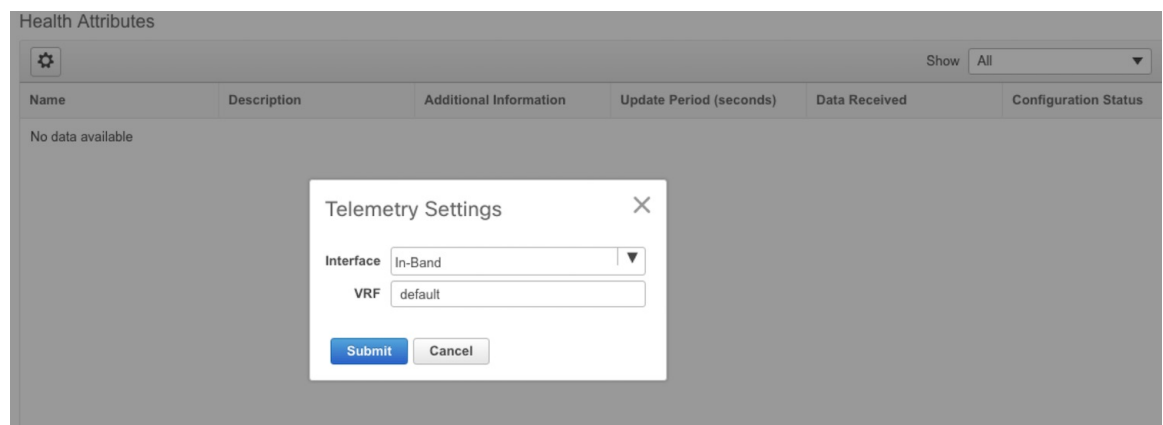 Health Attributes
Show All
Name Description Additional Information Update Period (seconds) Data Received Configuration Status
No data available
Telemetry Settings
Interface In-Band
VRF default
Submit Cancel